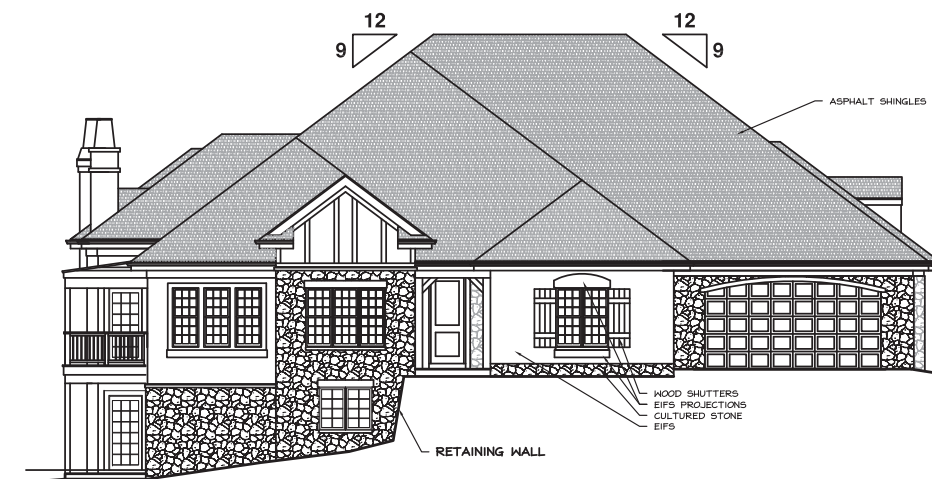 12
12
9
9
ASPHALT SHINGLES
WOOD SHUTTERS
EIFS PROJECTIONS
CULTURED STONE
EIFS
RETAINING WALL